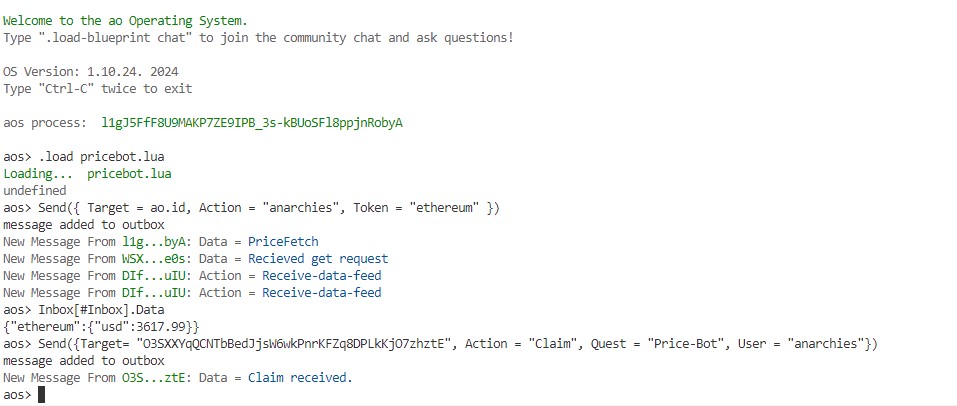 Welcome to the ao Operating System.
Type ".load-blueprint chat" to join the community chat and ask questions!
OS Version: 1.10.24. 2024
Type "Ctrl-C" twice to exit
aos process:  l1gJ5FfF8U9MAKP7ZE9IPB_3s-kBUoSFl8ppjnRobyA
aos> .load pricebot.lua
Loading...  pricebot.lua
undefined
aos> Send({ Target = ao.id, Action = "anarchies", Token = "ethereum" })
message added to outbox
New Message From l1g...byA: Data = PriceFetch
New Message From WSX...e0s: Data = Recieved get request
New Message From DIf...uIU: Action = Receive-data-feed
New Message From DIf...uIU: Action = Receive-data-feed
aos> Inbox[#Inbox].Data
{"ethereum":{"usd":3617.99}}
aos> Send({Target= "O3SXXYqQCNTbBedJjsW6wkPnrKFZq8DPLkKjO7zhztE", Action = "Claim", Quest = "Price-Bot", User = "anarchies"})
message added to outbox
New Message From O3S...ztE: Data = Claim received.
aos>